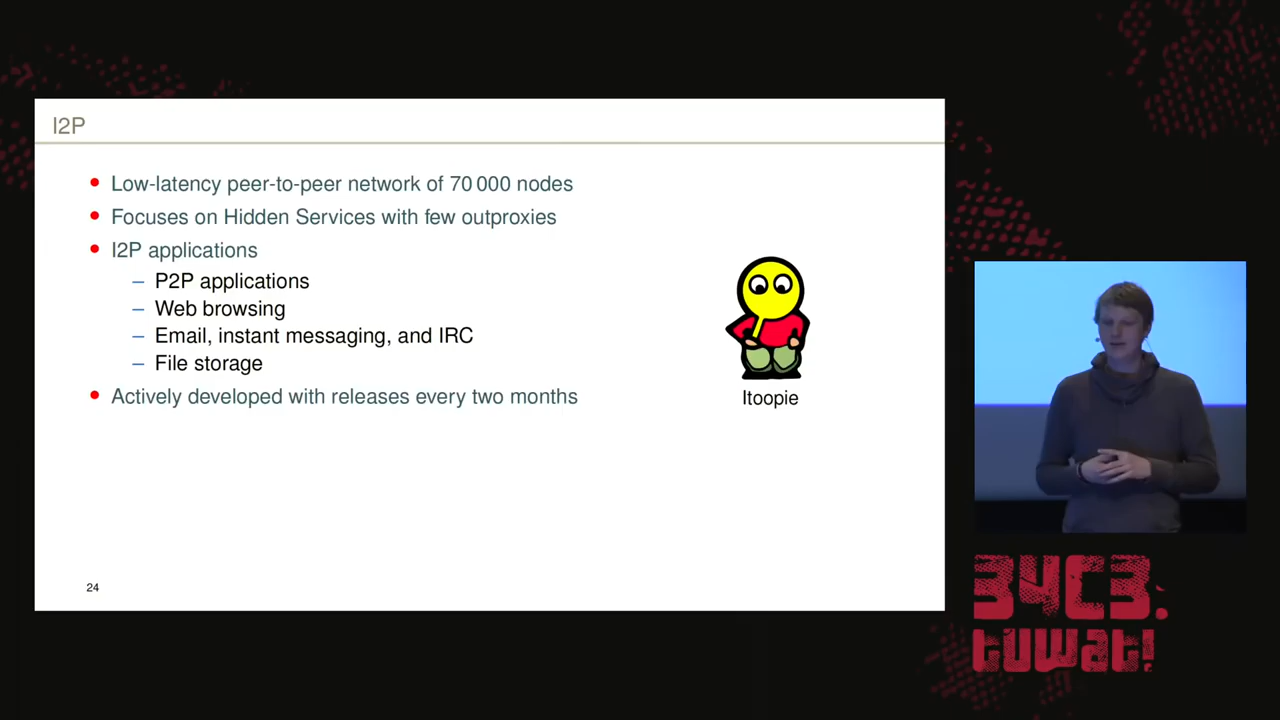 I2P
Low-latency peer-to-peer network of 70 000 nodes
Focuses on Hidden Services with few outproxies
I2P applications
– P2P applications
– Web browsing
– Email, instant messaging, and IRC
– File storage
Actively developed with releases every two months
Itoopie
24
34C3.
tuwat!